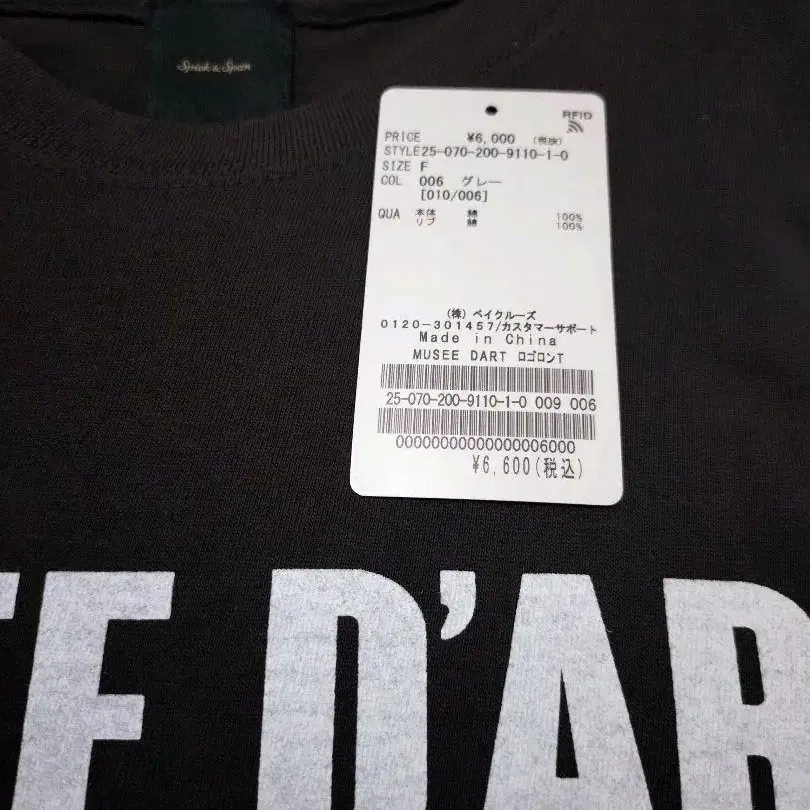 Spick & Span
RFID
PRICE ¥6,000 (税抜)
STYLE25-070-200-9110-1-0
SIZE F
COL 006 グレー
[010/006]
QUA 本体 綿 100%
リブ 綿 100%
(株) ベイクルーズ
0120-301457/カスタマーサポート
Made in China
MUSEE DART ロゴロンT
25-070-200-9110-1-0 009 006
00000000000000006000
¥6,600(税込)
EE D'AR